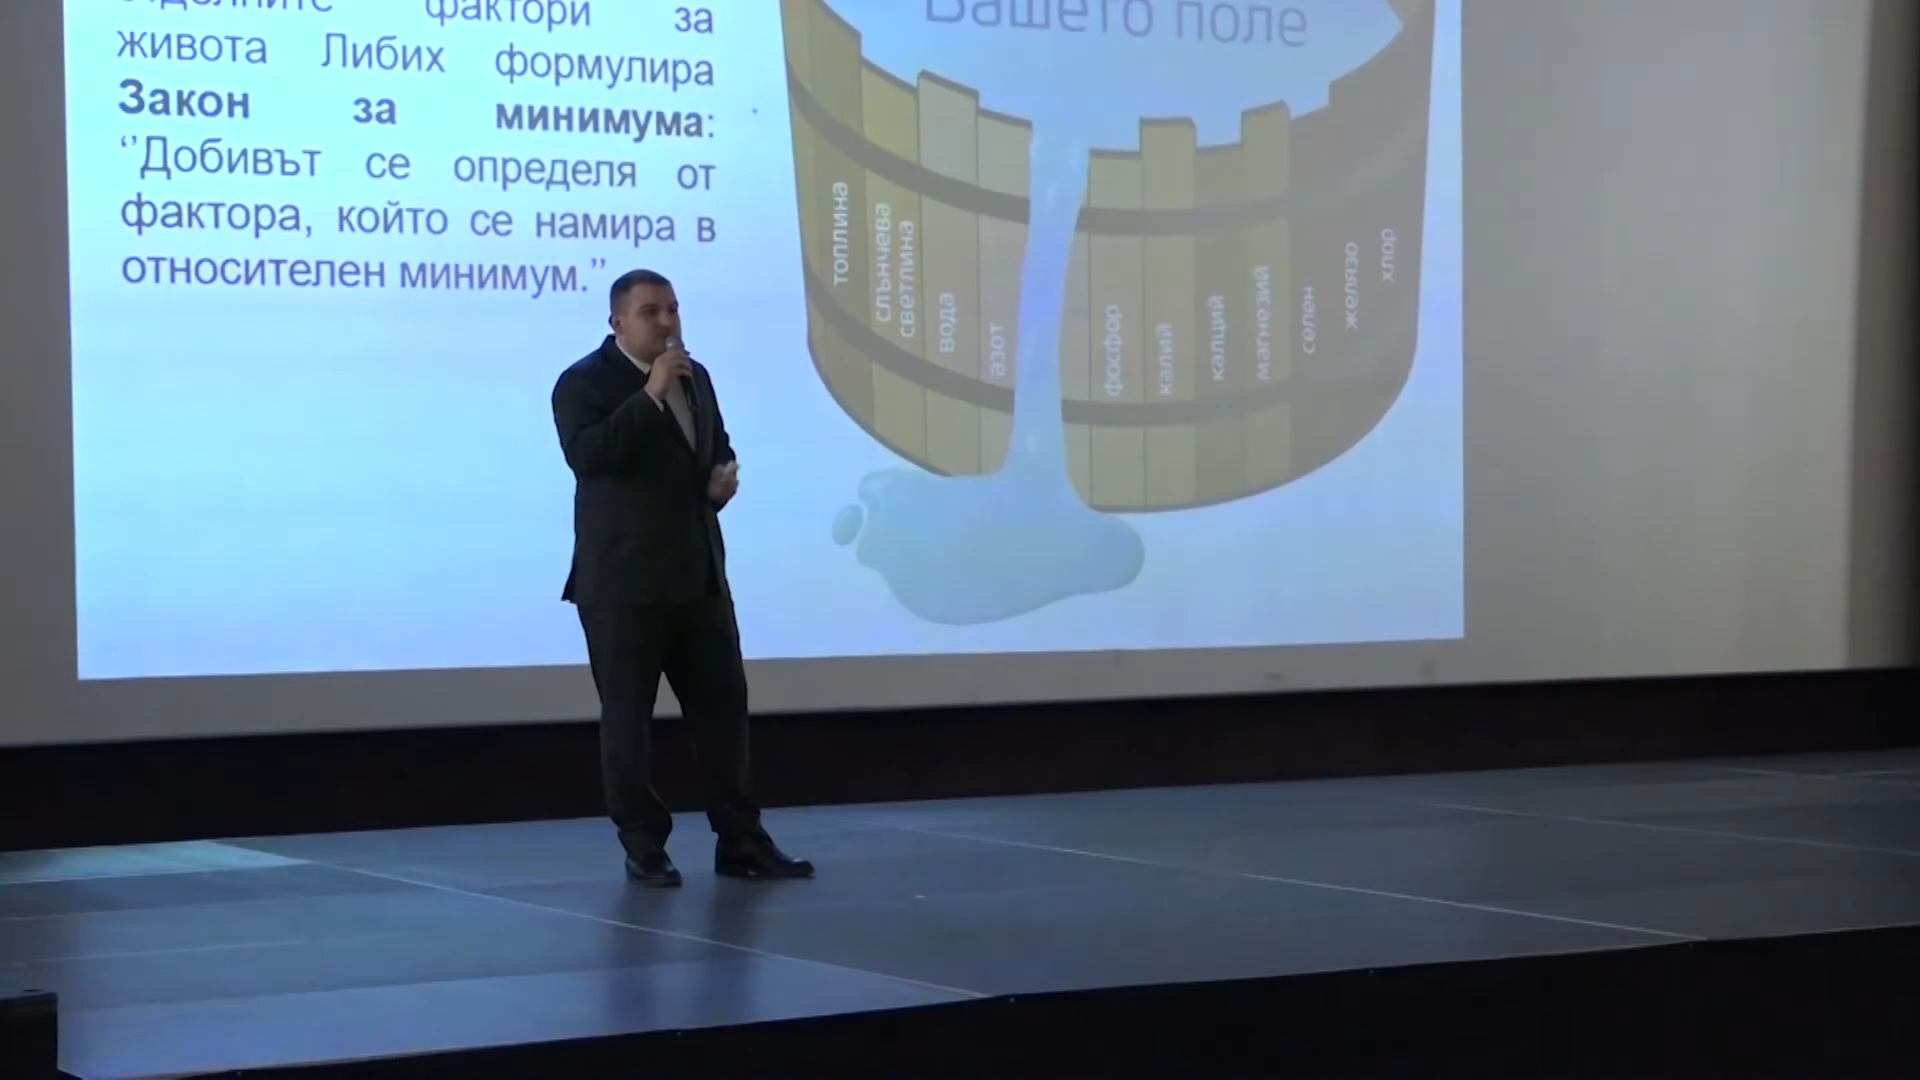 фактори за
живота Либих формулира
Закон за минимума:
‘’Добивът се определя от
фактора, който се намира в
относителен минимум.’’
Вашето поле
топлина
слънчева
светлина
вода
азот
фосфор
калий
калций
магнезий
селен
желязо
хлор